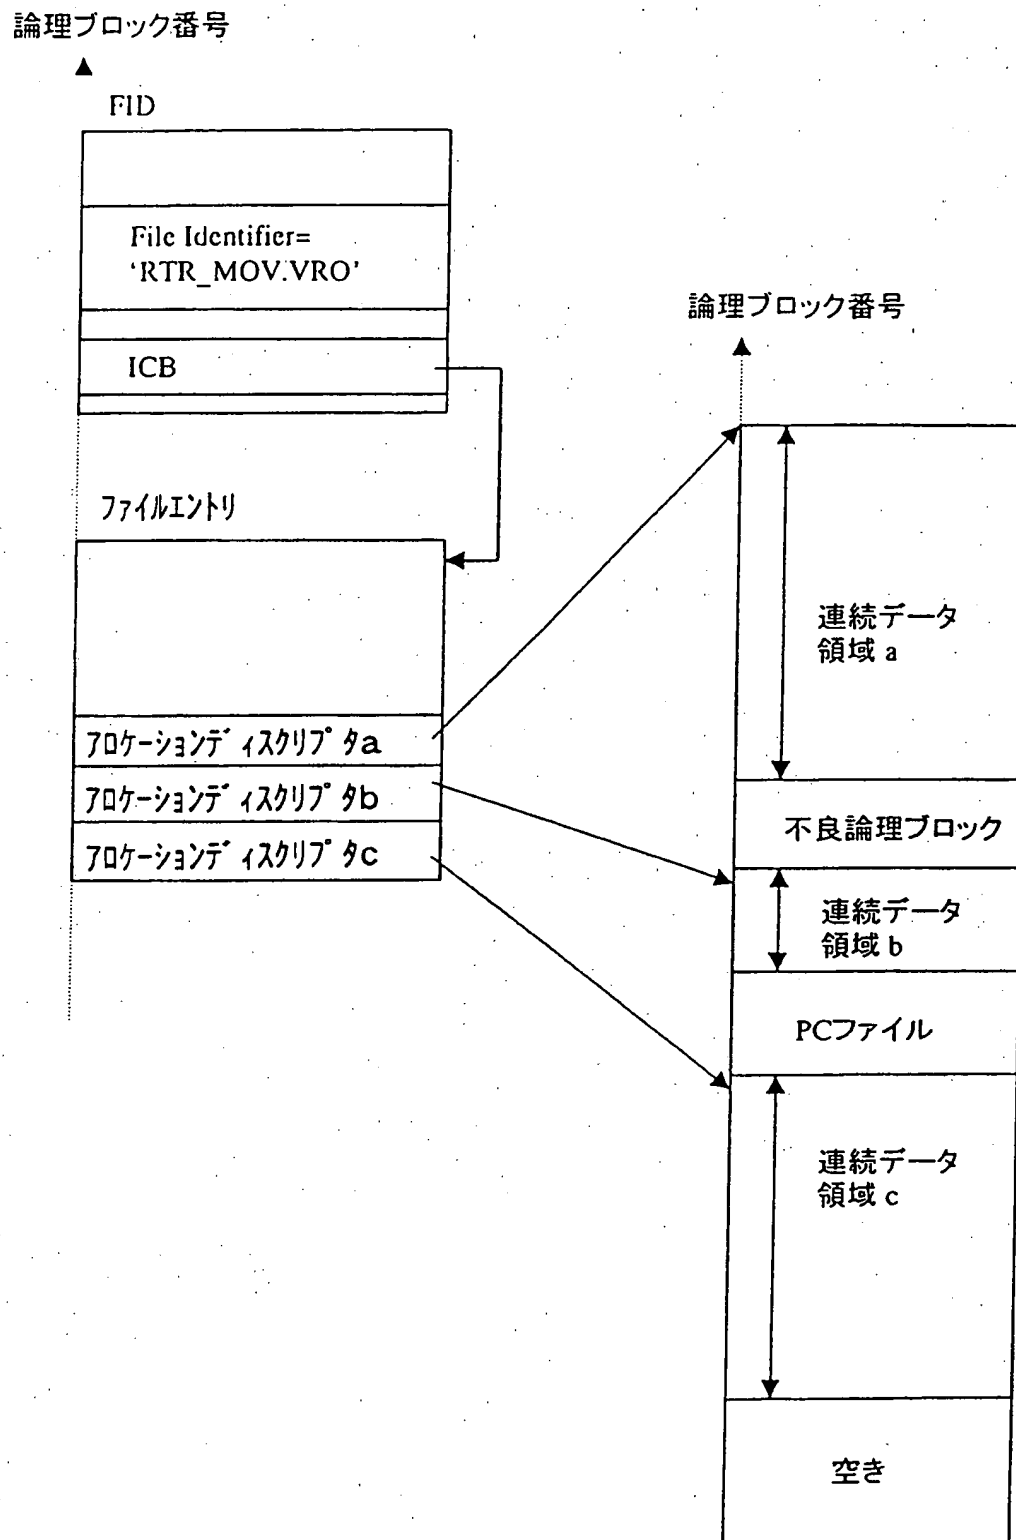 論理ブロック番号
FID
File Identifier=
‘RTR_MOV.VRO’
ICB
ファイルエントリ
アロケーションディスクリプタa
アロケーションディスクリプタb
アロケーションディスクリプタc
論理ブロック番号
連続データ
領域 a
不良論理ブロック
連続データ
領域 b
PCファイル
連続データ
領域 c
空き